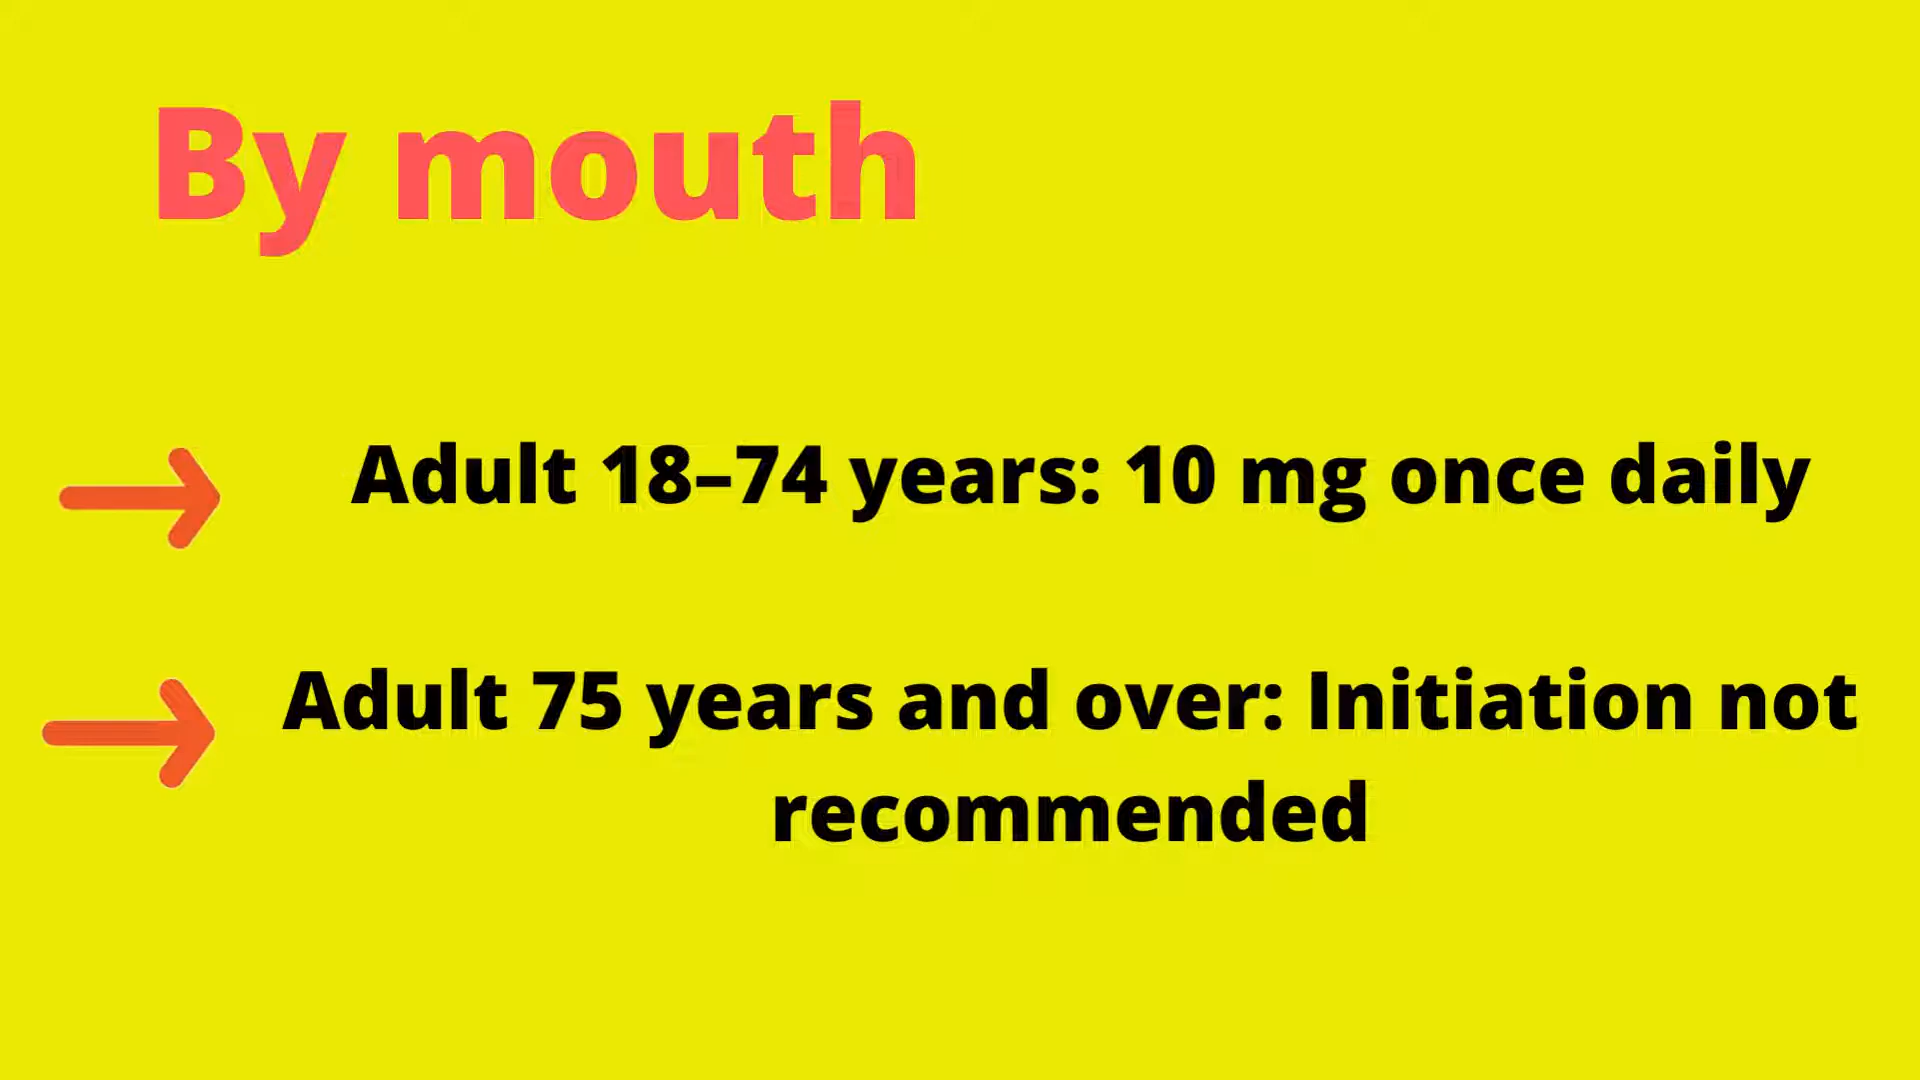 By mouth
Adult 18–74 years: 10 mg once daily
Adult 75 years and over: Initiation not
recommended